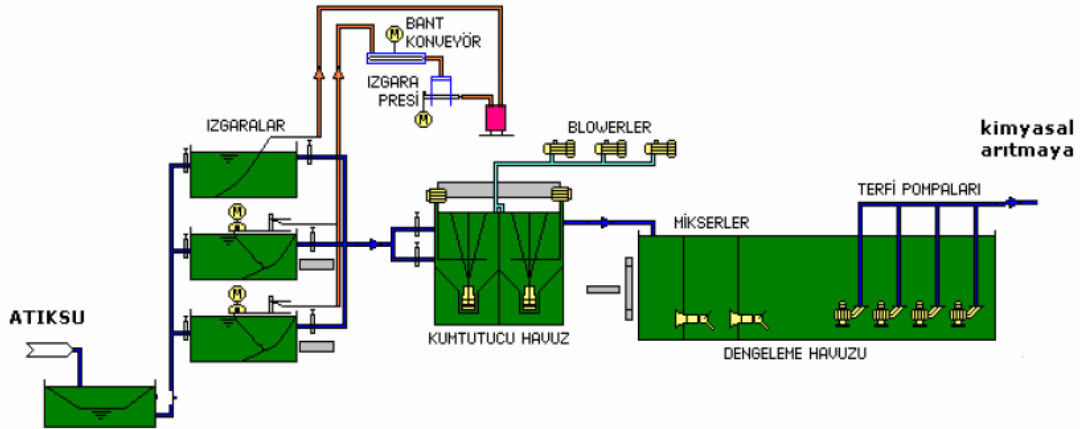 BANT
KONVEYÖR
M
IZGARA
PRESİ
M
IZGARALAR
BLOWERLER
kimyasal
arıtmaya
TERFİ POMPALARI
M
MİKSERLER
M
ATIKSU
KUMTUTUCU HAVUZ
DENGELEME HAVUZU